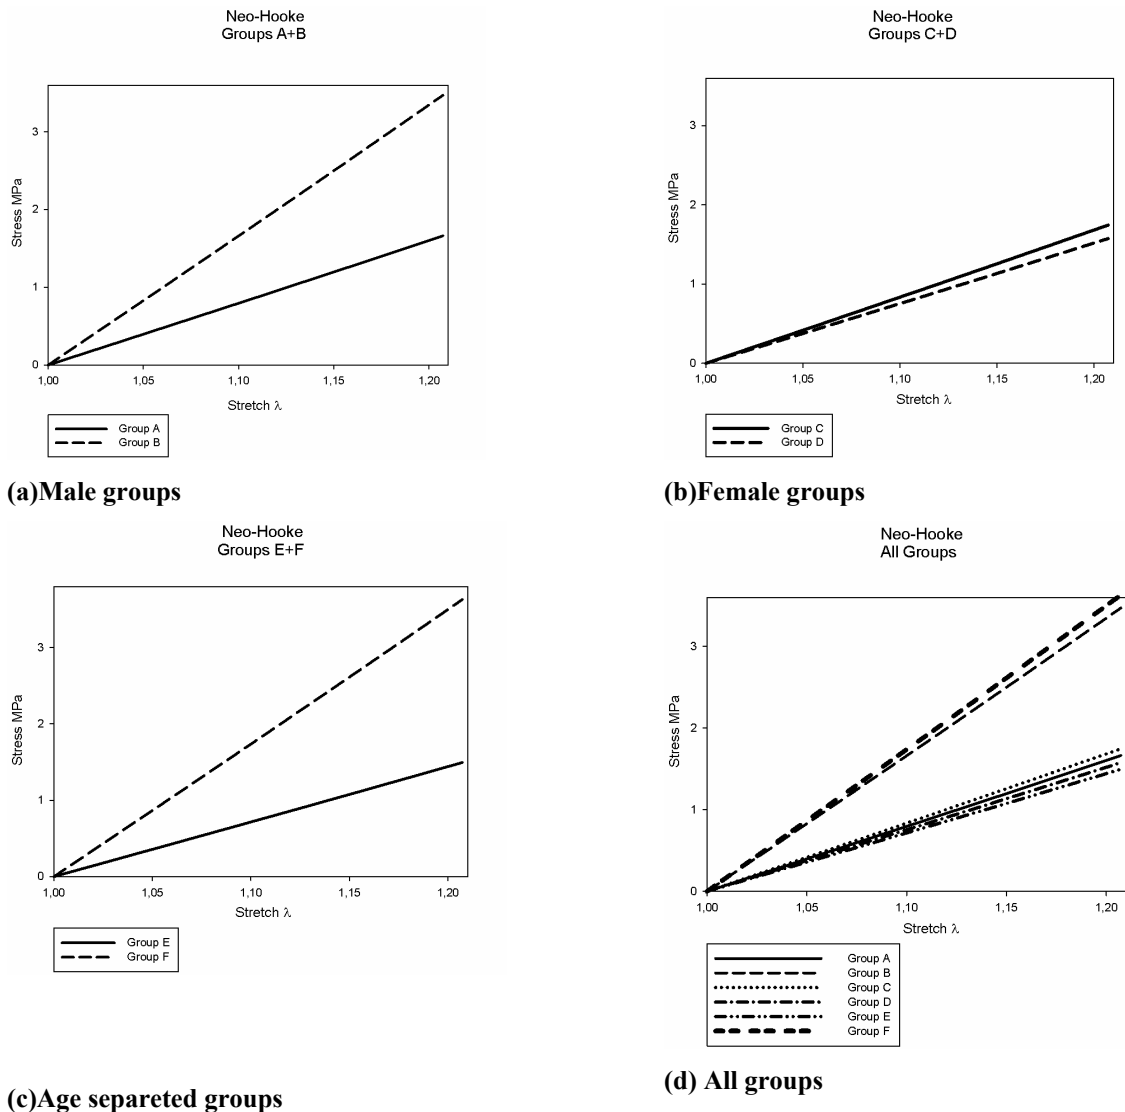 Neo-Hooke
Groups A+B
Stress MPa
3
2
1
0
1,00 1,05 1,10 1,15 1,20
Stretch λ
Group A
Group B
(a)Male groups
Neo-Hooke
Groups C+D
Stress MPa
3
2
1
0
1,00 1,05 1,10 1,15 1,20
Stretch λ
Group C
Group D
(b)Female groups
Neo-Hooke
Groups E+F
Stress MPa
3
2
1
0
1,00 1,05 1,10 1,15 1,20
Stretch λ
Group E
Group F
(c)Age separeted groups
Neo-Hooke
All Groups
Stress MPa
3
2
1
0
1,00 1,05 1,10 1,15 1,20
Stretch λ
Group A
Group B
Group C
Group D
Group E
Group F
(d) All groups